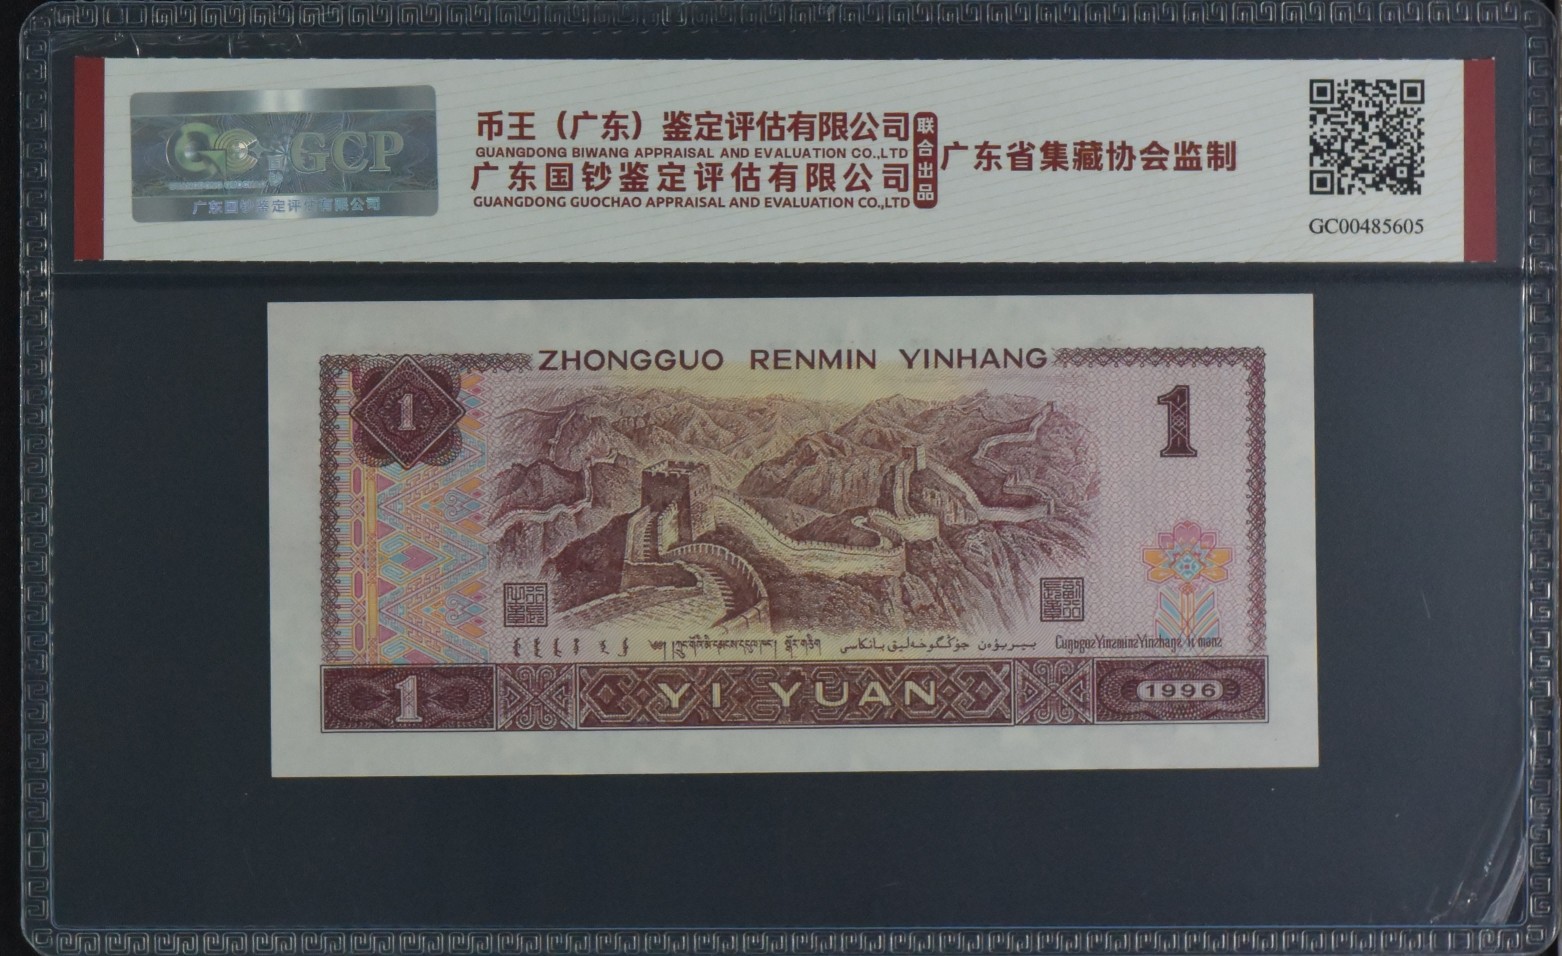 GCP
广东国钞鉴定评估有限公司
币王（广东）鉴定评估有限公司
GUANGDONG BIWANG APPRAISAL AND EVALUATION CO.,LTD
广东国钞鉴定评估有限公司
GUANGDONG GUOCHAO APPRAISAL AND EVALUATION CO.,LTD
联合出品
广东省集藏协会监制
GC00485605
ZHONGGUO RENMIN YINHANG
1
1
1
YI YUAN
1996